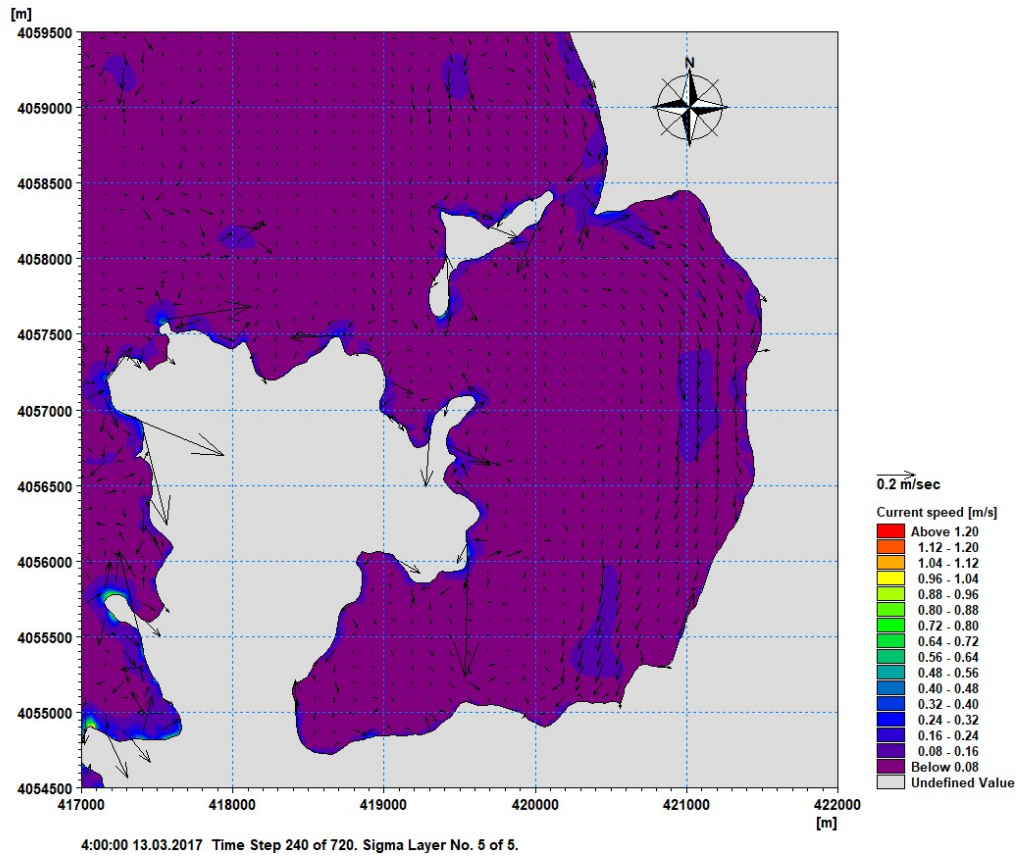 [m]
4059500
4059000
4058500
4058000
4057500
4057000
4056500
4056000
4055500
4055000
4054500
417000 418000 419000 420000 421000 422000
[m]
N
0.2 m/sec
Current speed [m/s]
Above 1.20
1.12 - 1.20
1.04 - 1.12
0.96 - 1.04
0.88 - 0.96
0.80 - 0.88
0.72 - 0.80
0.64 - 0.72
0.56 - 0.64
0.48 - 0.56
0.40 - 0.48
0.32 - 0.40
0.24 - 0.32
0.16 - 0.24
0.08 - 0.16
Below 0.08
Undefined Value
4:00:00 13.03.2017 Time Step 240 of 720. Sigma Layer No. 5 of 5.